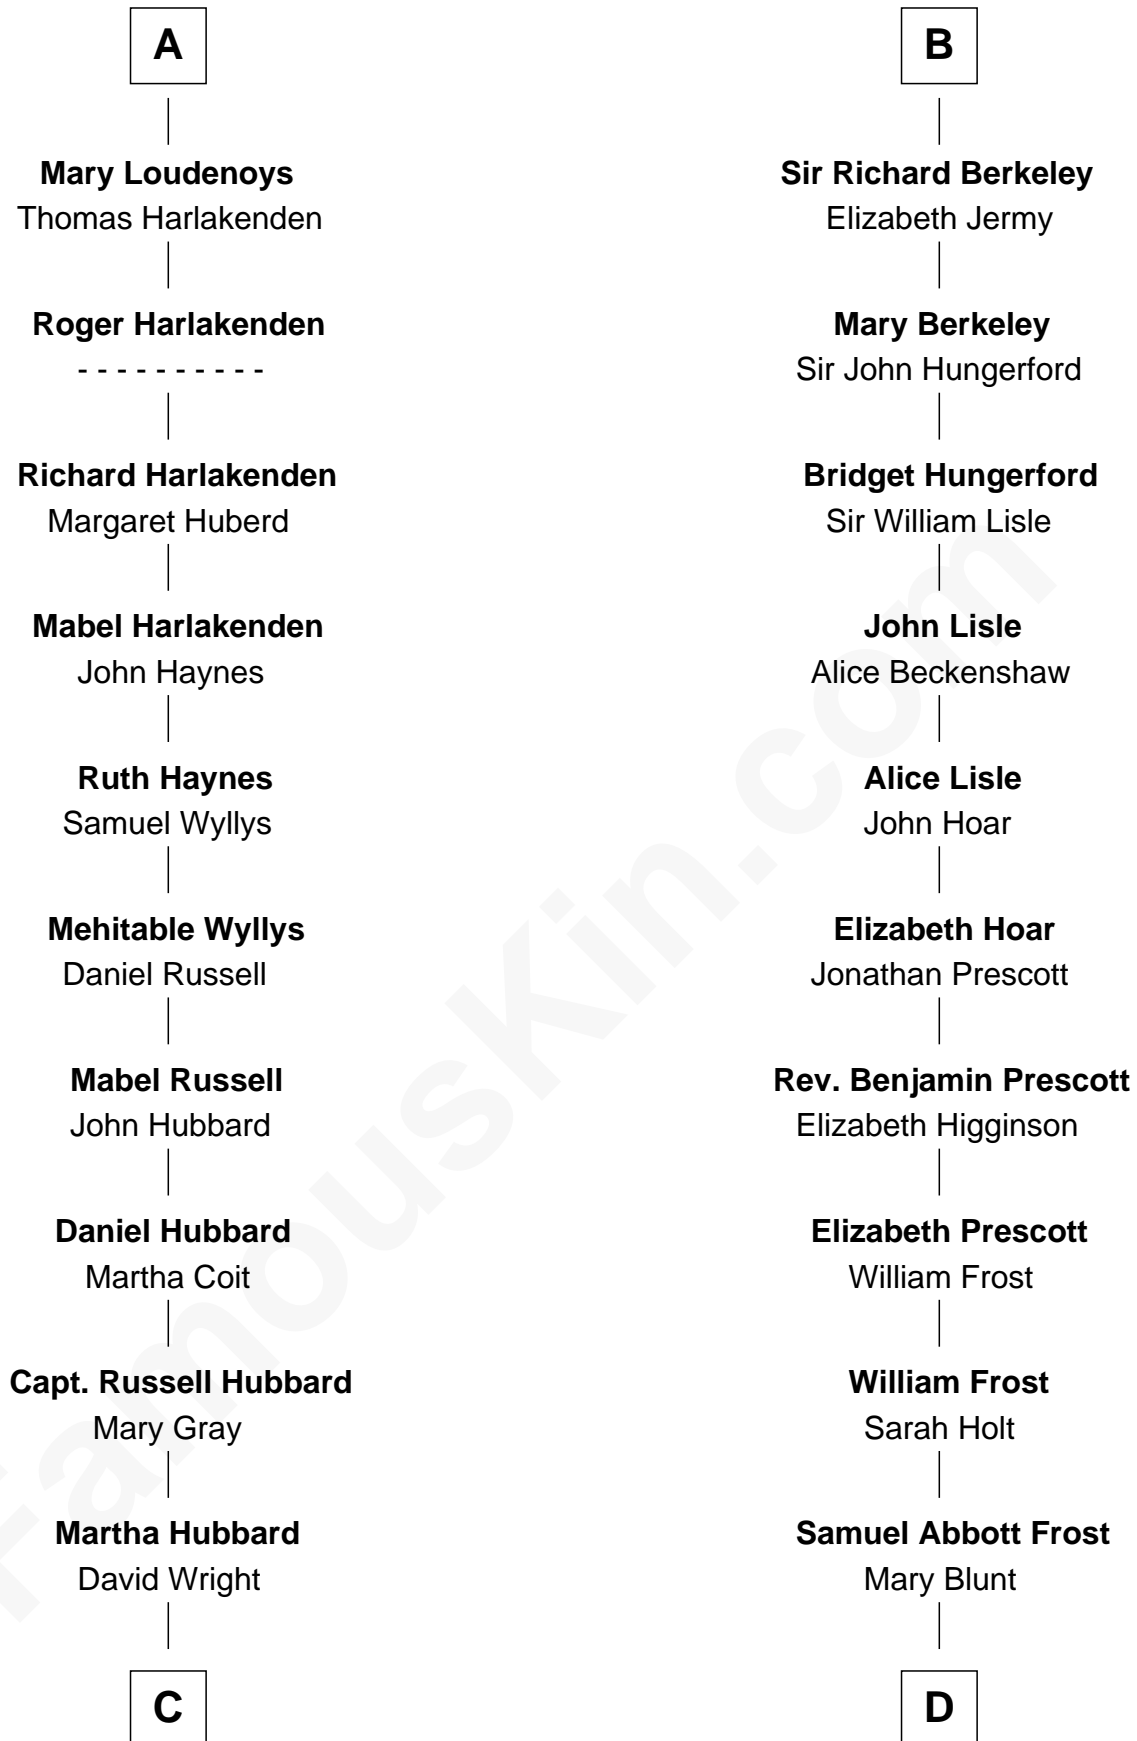 A
Mary Loudenoys
Thomas Harlakenden
Roger Harlakenden
- - - - - - - - - -
Richard Harlakenden
Margaret Huberd
Mabel Harlakenden
John Haynes
Ruth Haynes
Samuel Wyllys
Mehitable Wyllys
Daniel Russell
Mabel Russell
John Hubbard
Daniel Hubbard
Martha Coit
Capt. Russell Hubbard
Mary Gray
Martha Hubbard
David Wright
C
B
Sir Richard Berkeley
Elizabeth Jermy
Mary Berkeley
Sir John Hungerford
Bridget Hungerford
Sir William Lisle
John Lisle
Alice Beckenshaw
Alice Lisle
John Hoar
Elizabeth Hoar
Jonathan Prescott
Rev. Benjamin Prescott
Elizabeth Higginson
Elizabeth Prescott
William Frost
William Frost
Sarah Holt
Samuel Abbott Frost
Mary Blunt
D
FamousKin.com